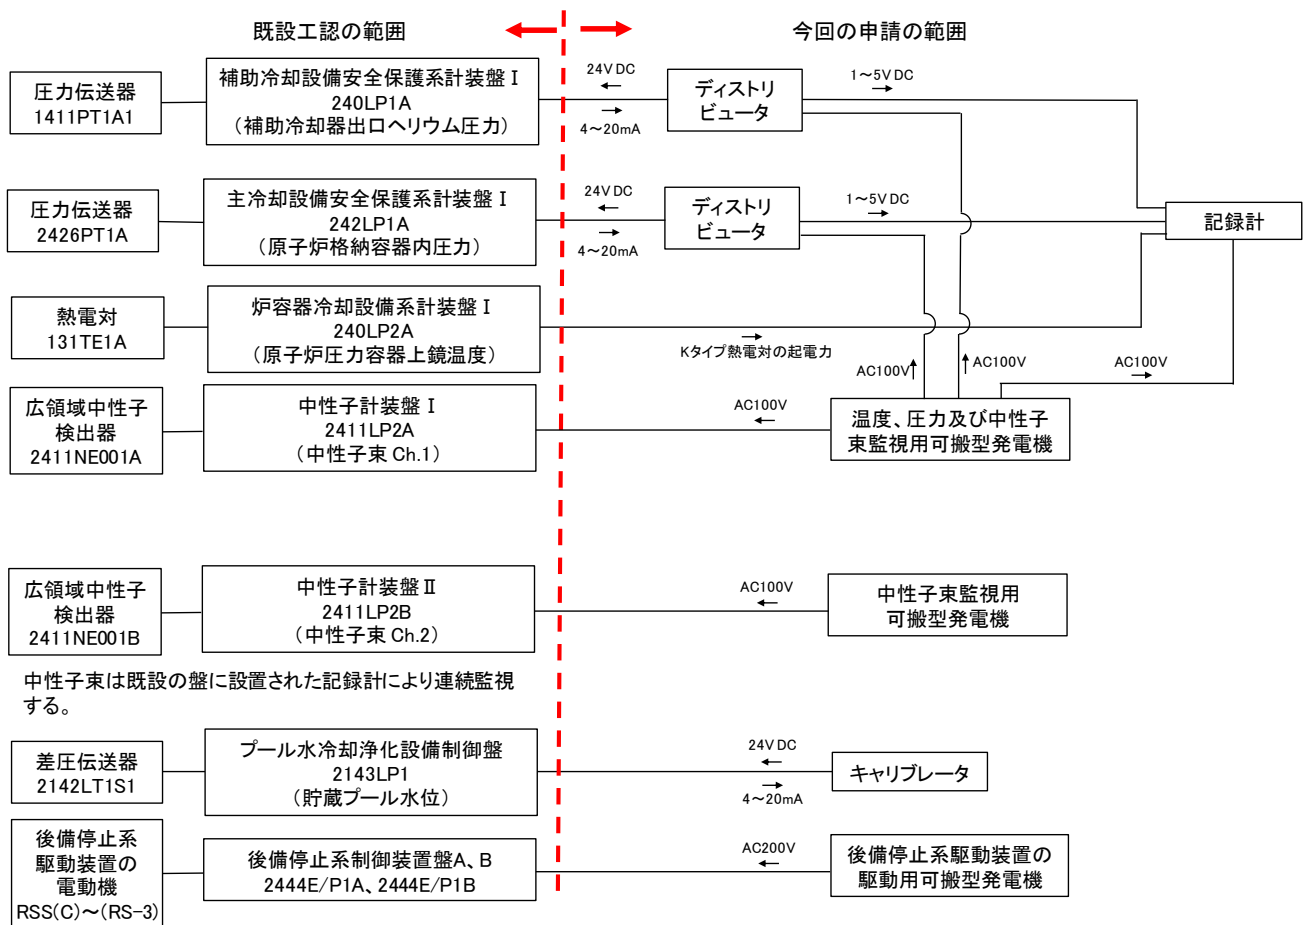 既設工認の範囲
今回の申請の範囲
圧力伝送器
1411PT1A1
補助冷却設備安全保護系計装盤Ⅰ
240LP1A
(補助冷却器出口ヘリウム圧力)
24V DC
4～20mA
ディストリ
ビュータ
1～5V DC
圧力伝送器
2426PT1A
主冷却設備安全保護系計装盤Ⅰ
242LP1A
(原子炉格納容器内圧力)
24V DC
4～20mA
ディストリ
ビュータ
1～5V DC
記録計
熱電対
131TE1A
炉容器冷却設備系計装盤Ⅰ
240LP2A
(原子炉圧力容器上鏡温度)
Kタイプ熱電対の起電力
AC100V
AC100V
AC100V
広領域中性子
検出器
2411NE001A
中性子計装盤Ⅰ
2411LP2A
(中性子束 Ch.1)
AC100V
温度、圧力及び中性子
束監視用可搬型発電機
広領域中性子
検出器
2411NE001B
中性子計装盤Ⅱ
2411LP2B
(中性子束 Ch.2)
AC100V
中性子束監視用
可搬型発電機
中性子束は既設の盤に設置された記録計により連続監視
する。
差圧伝送器
2142LT1S1
プール水冷却浄化設備制御盤
2143LP1
(貯蔵プール水位)
24V DC
4～20mA
キャリブレータ
後備停止系
駆動装置の
電動機
RSS(C)～(RS-3)
後備停止系制御装置盤A、B
2444E/P1A、2444E/P1B
AC200V
後備停止系駆動装置の
駆動用可搬型発電機